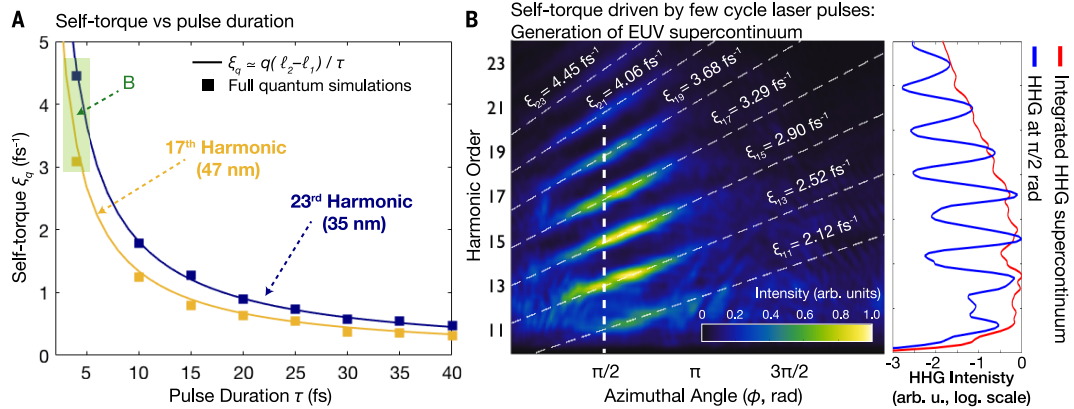 A
Self-torque vs pulse duration
Self-torque ξq (fs⁻¹)
5
4
3
2
1
0
B
ξq ≃ q(ℓ₂–ℓ₁) / τ
Full quantum simulations
17th Harmonic
(47 nm)
23rd Harmonic
(35 nm)
5
10
15
20
25
30
35
40
Pulse Duration τ (fs)
B
Self-torque driven by few cycle laser pulses:
Generation of EUV supercontinuum
Harmonic Order
23
21
19
17
15
13
11
ξ₂₃ = 4.45 fs⁻¹
ξ₂₁ = 4.06 fs⁻¹
ξ₁₉ = 3.68 fs⁻¹
ξ₁₇ = 3.29 fs⁻¹
ξ₁₅ = 2.90 fs⁻¹
ξ₁₃ = 2.52 fs⁻¹
ξ₁₁ = 2.12 fs⁻¹
Intensity (arb. units)
0 0.2 0.4 0.6 0.8 1.0
π/2
π
3π/2
Azimuthal Angle (ϕ, rad)
-3 -2 -1 0
HHG Intenisty
(arb. u., log. scale)
Integrated HHG supercontinuum
HHG at π/2 rad